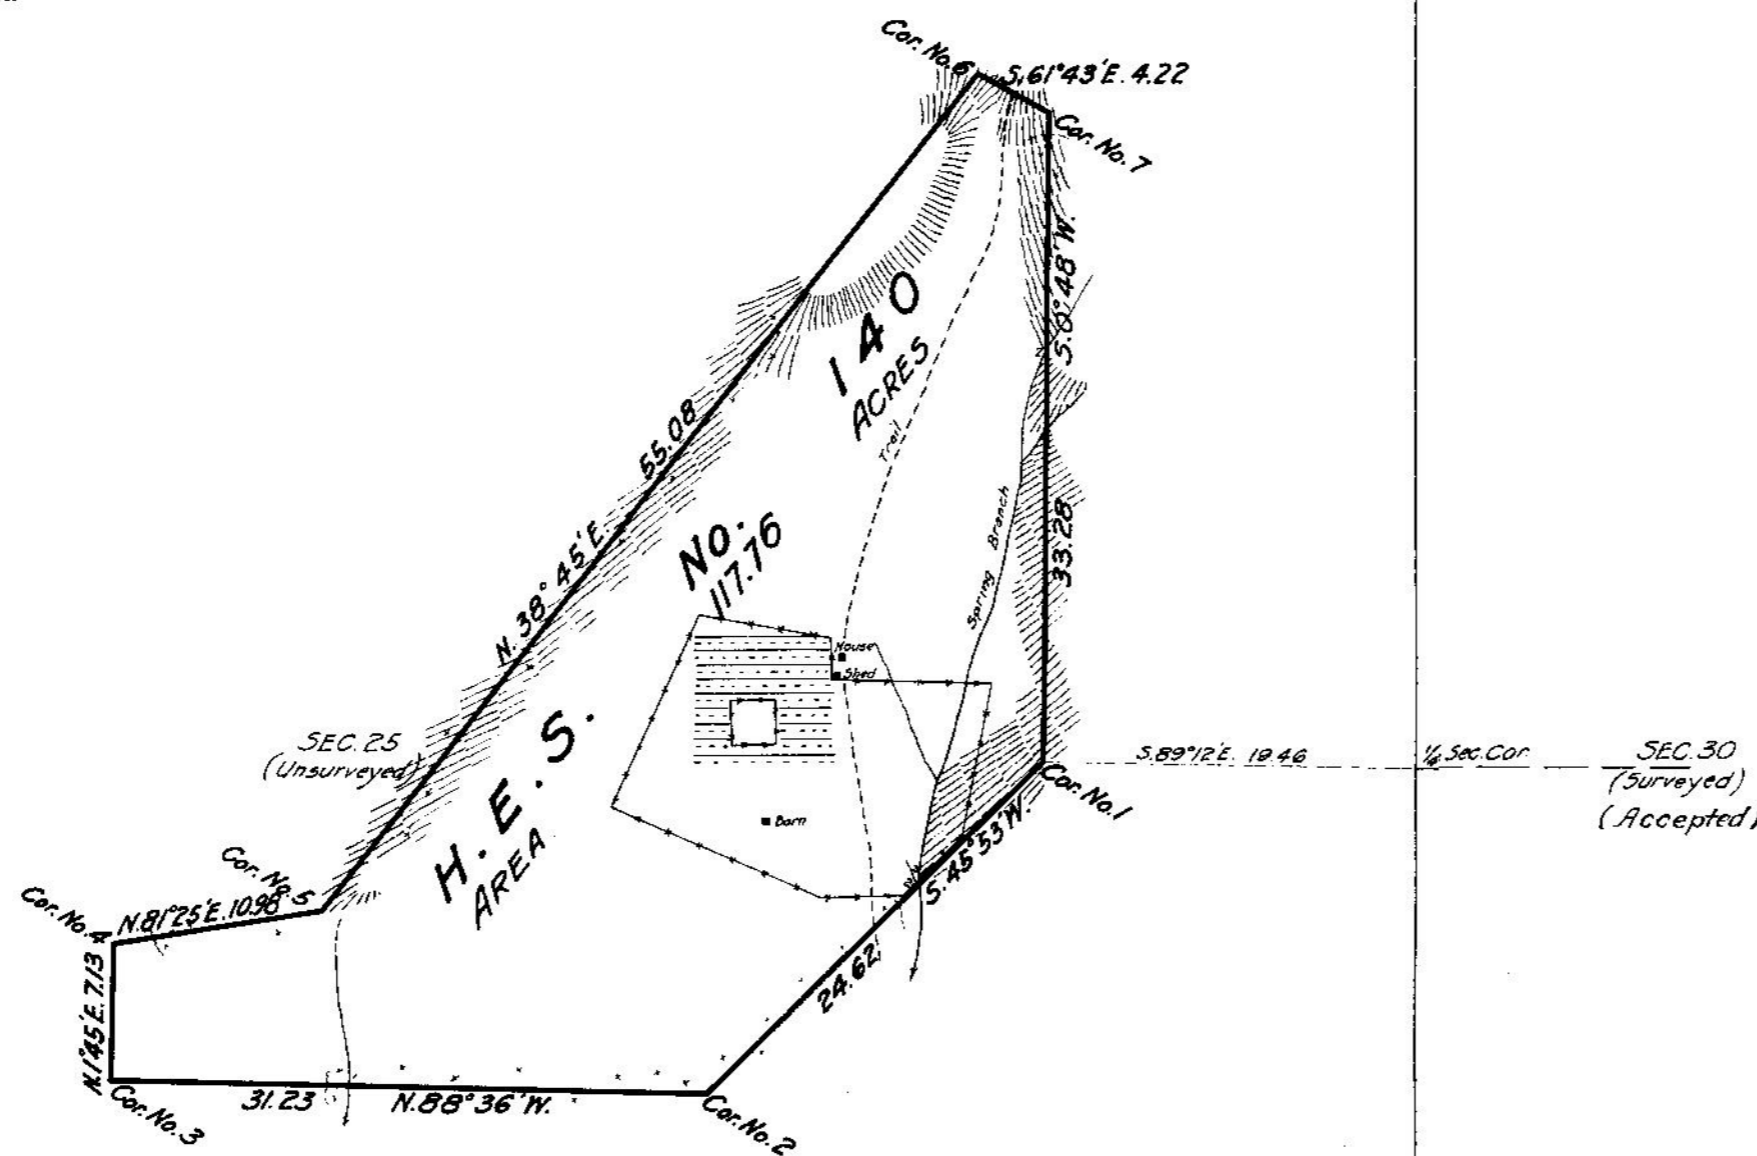 Cor. No. 6
S. 61° 43' E. 4.22
Cor. No. 7
S. 0° 48' W.
33.28
140
ACRES
Trail
55.08
N. 38° 45' E.
Spring Branch
NO.
117.76
House
Shed
Barn
H. E. S.
AREA
SEC. 25
(Unsurveyed)
S. 89° 12' E. 19.46
¼ Sec. Cor.
SEC. 30
(Surveyed)
(Accepted)
Cor. No. 1
S. 45° 53' W.
24.62
Cor. No. 5
Cor. No. 4
N. 81° 25' E. 10.98
N. 1° 45' E. 7.13
Cor. No. 3
31.23
N. 88° 36' W.
Cor. No. 2